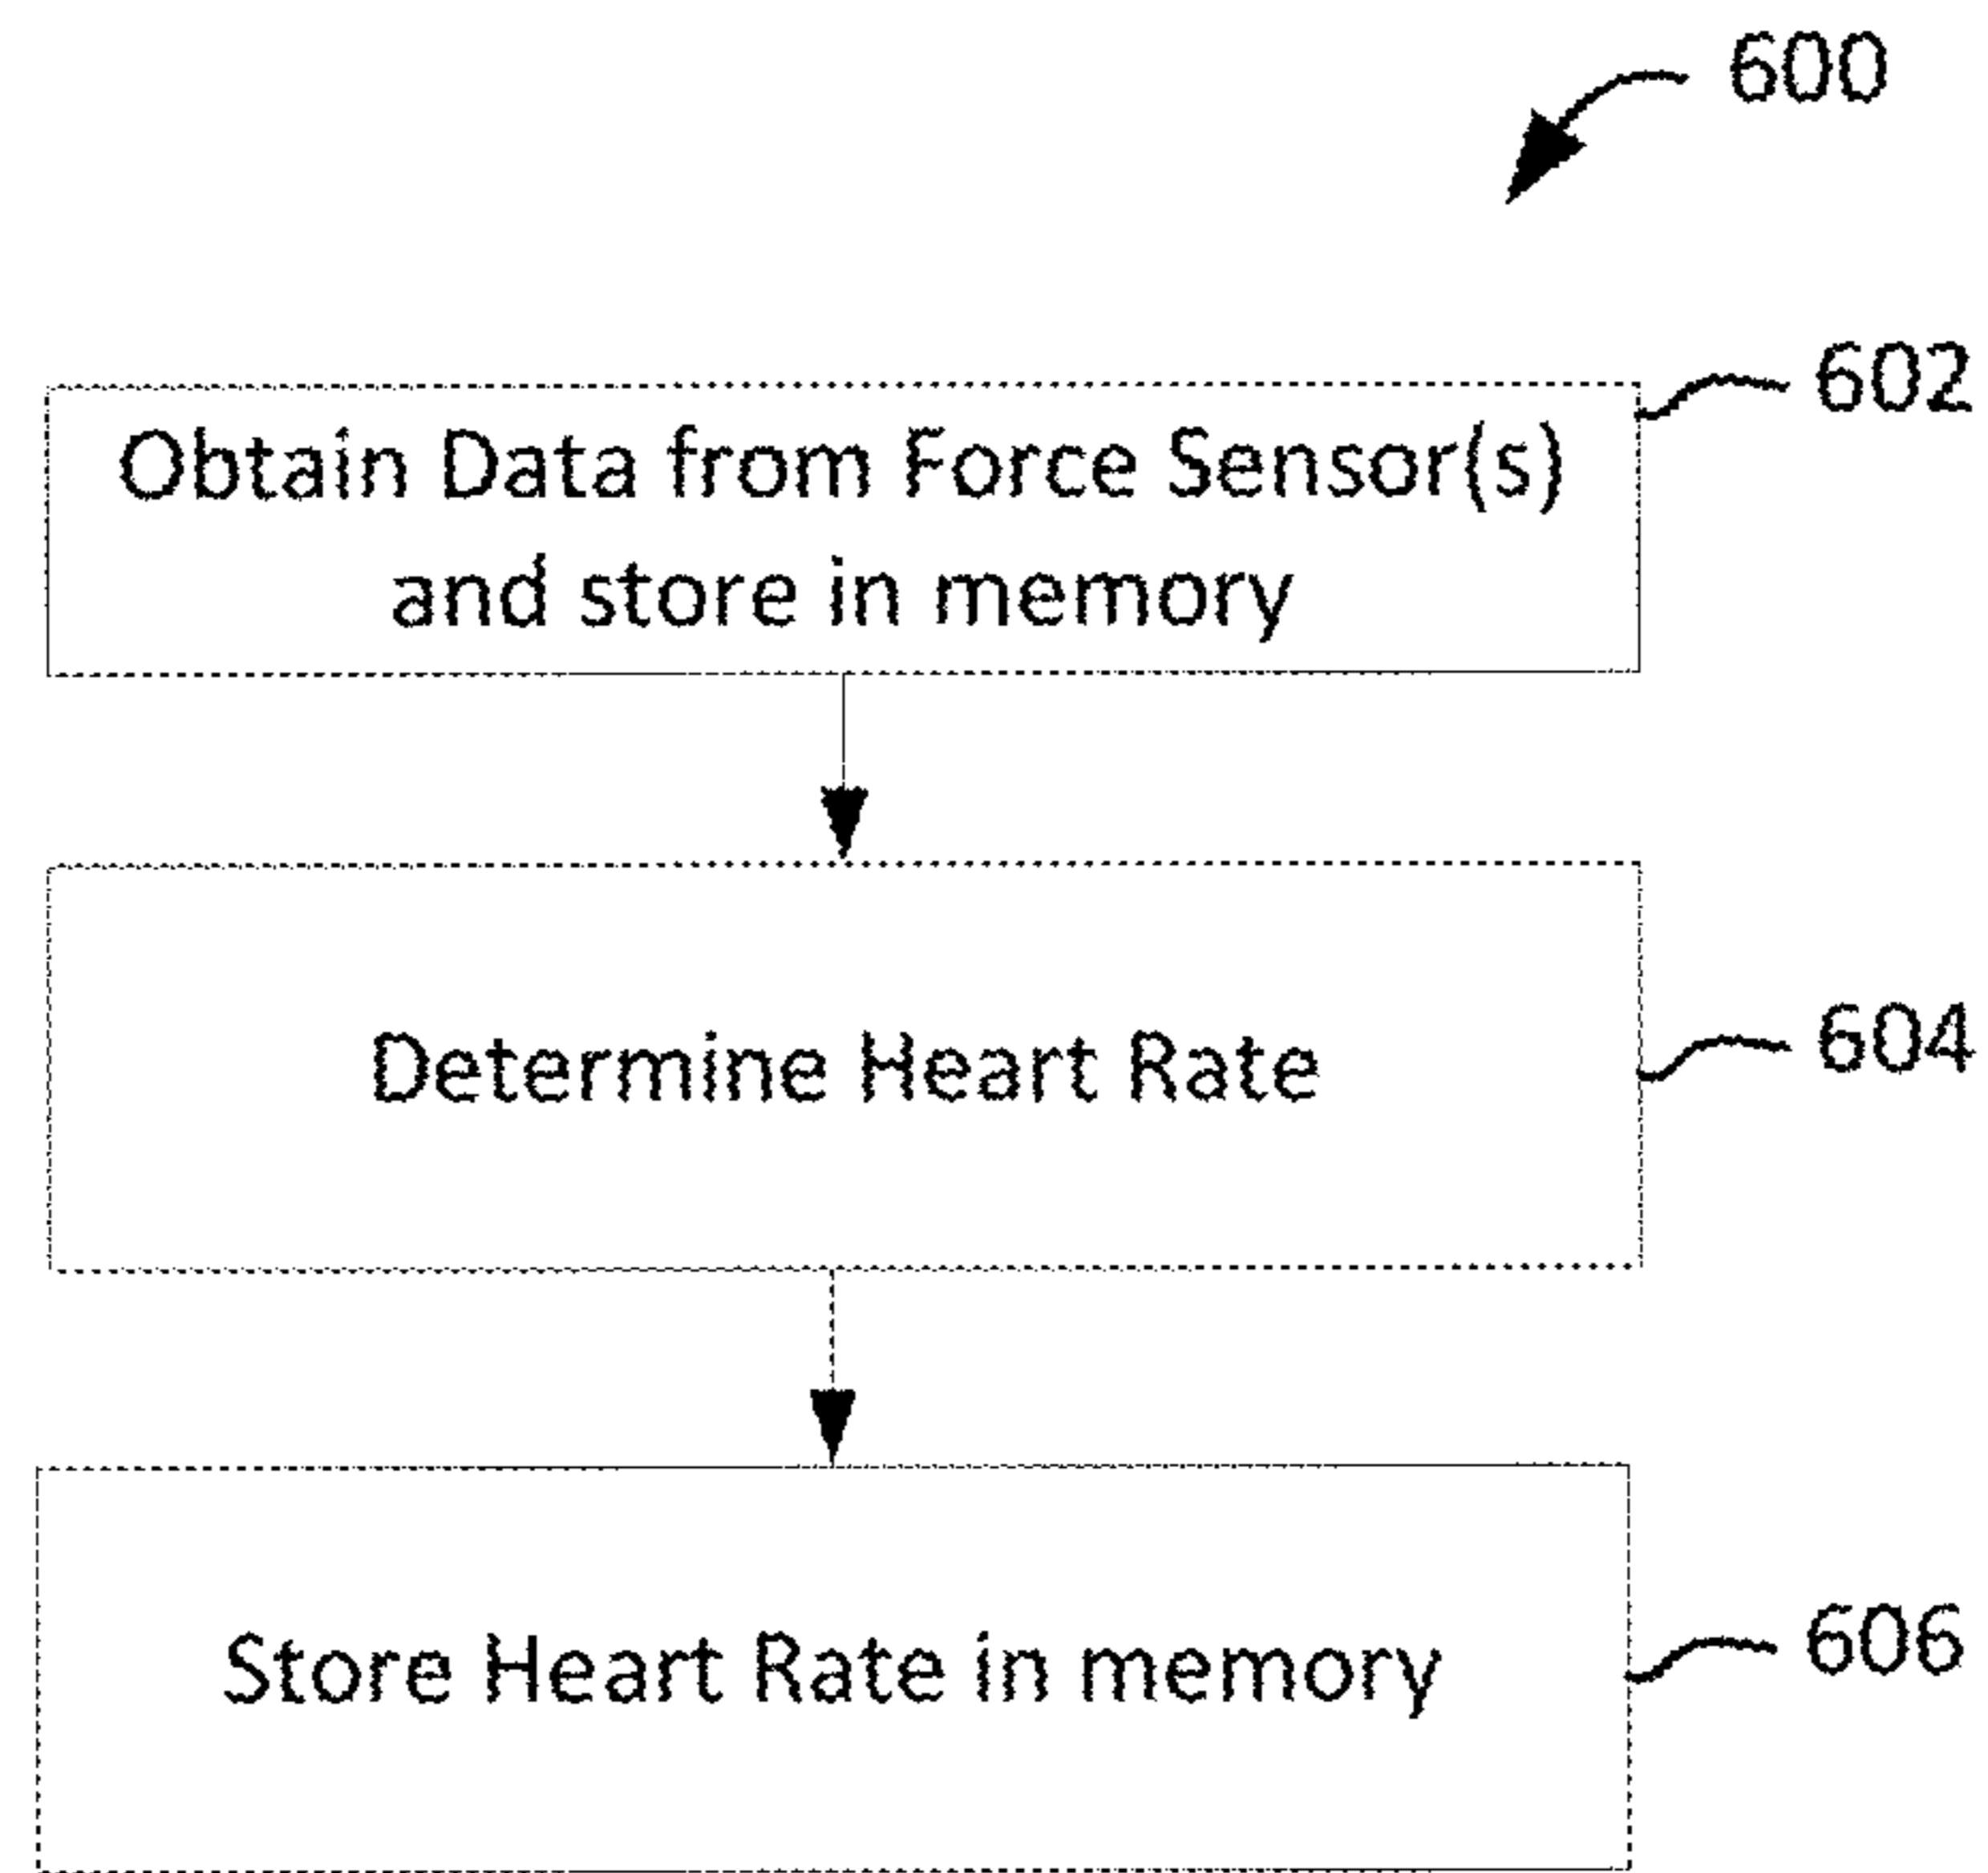 600
602
Obtain Data from Force Sensor(s)
and store in memory
Determine Heart Rate
604
Store Heart Rate in memory
606